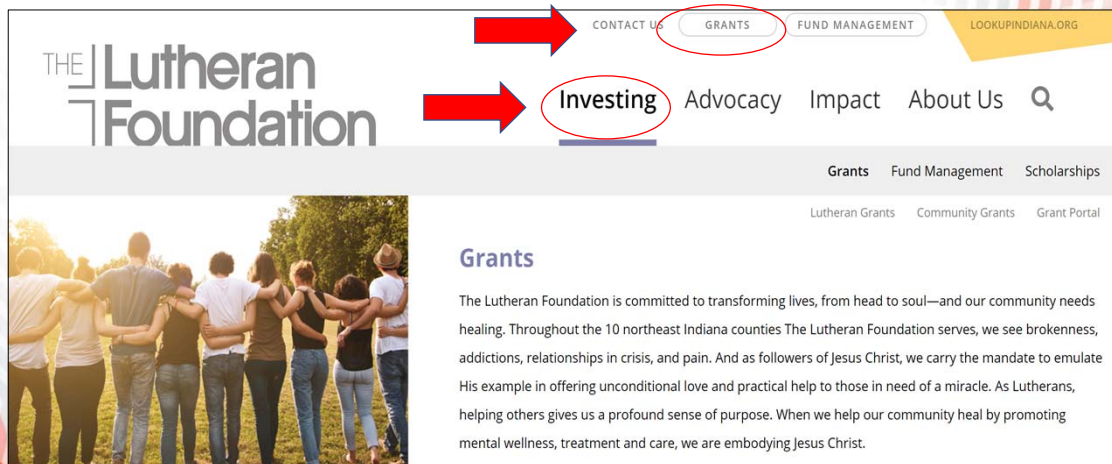 CONTACT US GRANTS FUND MANAGEMENT LOOKUPINDIANA.ORG
THE Lutheran
Foundation
Investing Advocacy Impact About Us
Grants Fund Management Scholarships
Lutheran Grants Community Grants Grant Portal
Grants
The Lutheran Foundation is committed to transforming lives, from head to soul—and our community needs
healing. Throughout the 10 northeast Indiana counties The Lutheran Foundation serves, we see brokenness,
addictions, relationships in crisis, and pain. And as followers of Jesus Christ, we carry the mandate to emulate
His example in offering unconditional love and practical help to those in need of a miracle. As Lutherans,
helping others gives us a profound sense of purpose. When we help our community heal by promoting
mental wellness, treatment and care, we are embodying Jesus Christ.